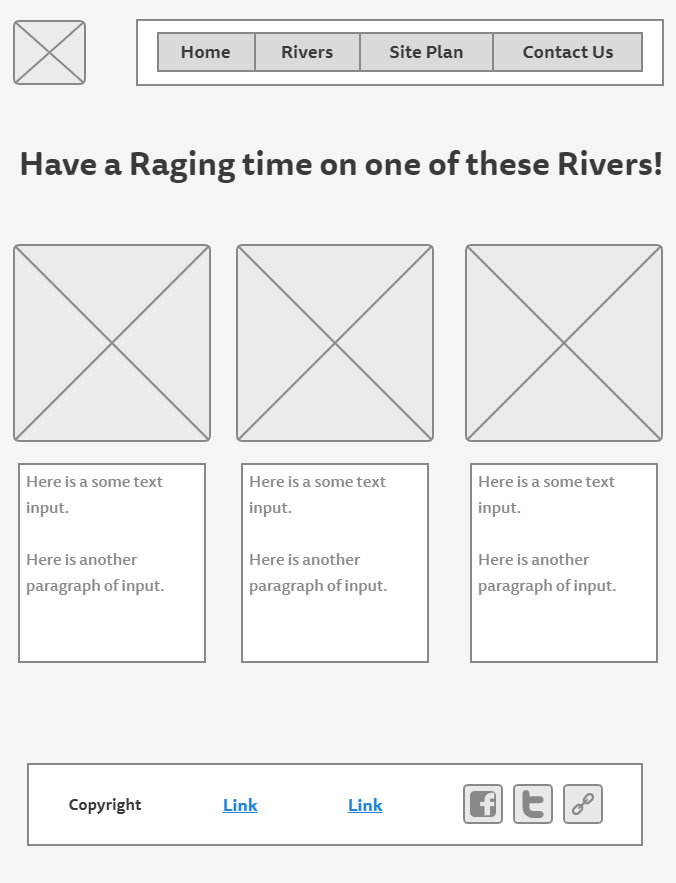 Home Rivers Site Plan Contact Us
Have a Raging time on one of these Rivers!
Here is a some text
input.
Here is another
paragraph of input.
Here is a some text
input.
Here is another
paragraph of input.
Here is a some text
input.
Here is another
paragraph of input.
Copyright Link Link